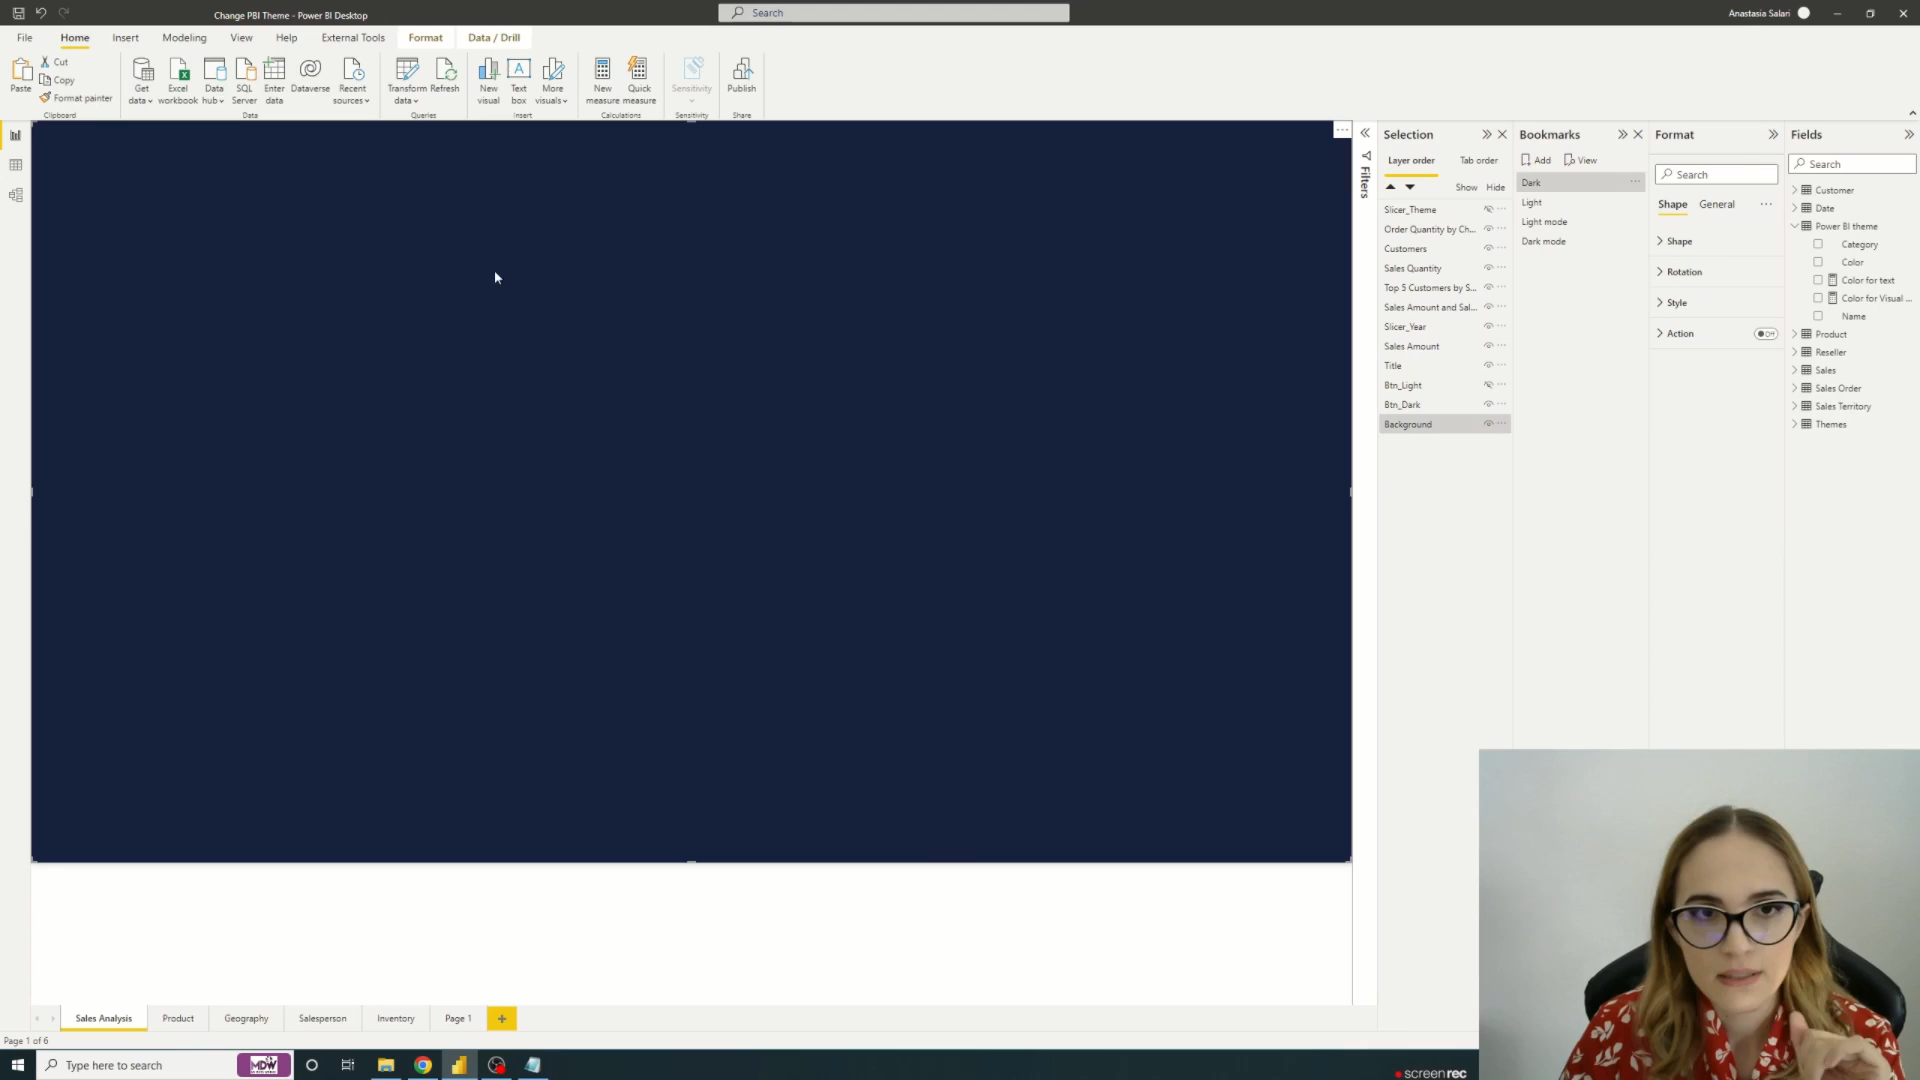 Change PBI Theme - Power BI Desktop
Search
Anastasia Salari
File Home Insert Modeling View Help External Tools Format Data / Drill
Paste
Cut
Copy
Format painter
Clipboard
Get data
Excel workbook
Data hub
SQL Server
Enter data
Dataverse
Recent sources
Data
Transform data
Refresh
Queries
New visual
Text box
More visuals
Insert
New measure
Quick measure
Calculations
Sensitivity
Sensitivity
Publish
Share
Filters
Selection
Layer order Tab order
Show Hide
Slicer_Theme
Order Quantity by Ch...
Customers
Sales Quantity
Top 5 Customers by S...
Sales Amount and Sal...
Slicer_Year
Sales Amount
Title
Btn_Light
Btn_Dark
Background
Bookmarks
Add View
Dark
Light
Light mode
Dark mode
Format
Search
Shape General
Shape
Rotation
Style
Action Off
Fields
Search
Customer
Date
Power BI theme
Category
Color
Color for text
Color for Visual ...
Name
Product
Reseller
Sales
Sales Order
Sales Territory
Themes
Sales Analysis Product Geography Salesperson Inventory Page 1
Page 1 of 6
Type here to search
MDW
screenrec